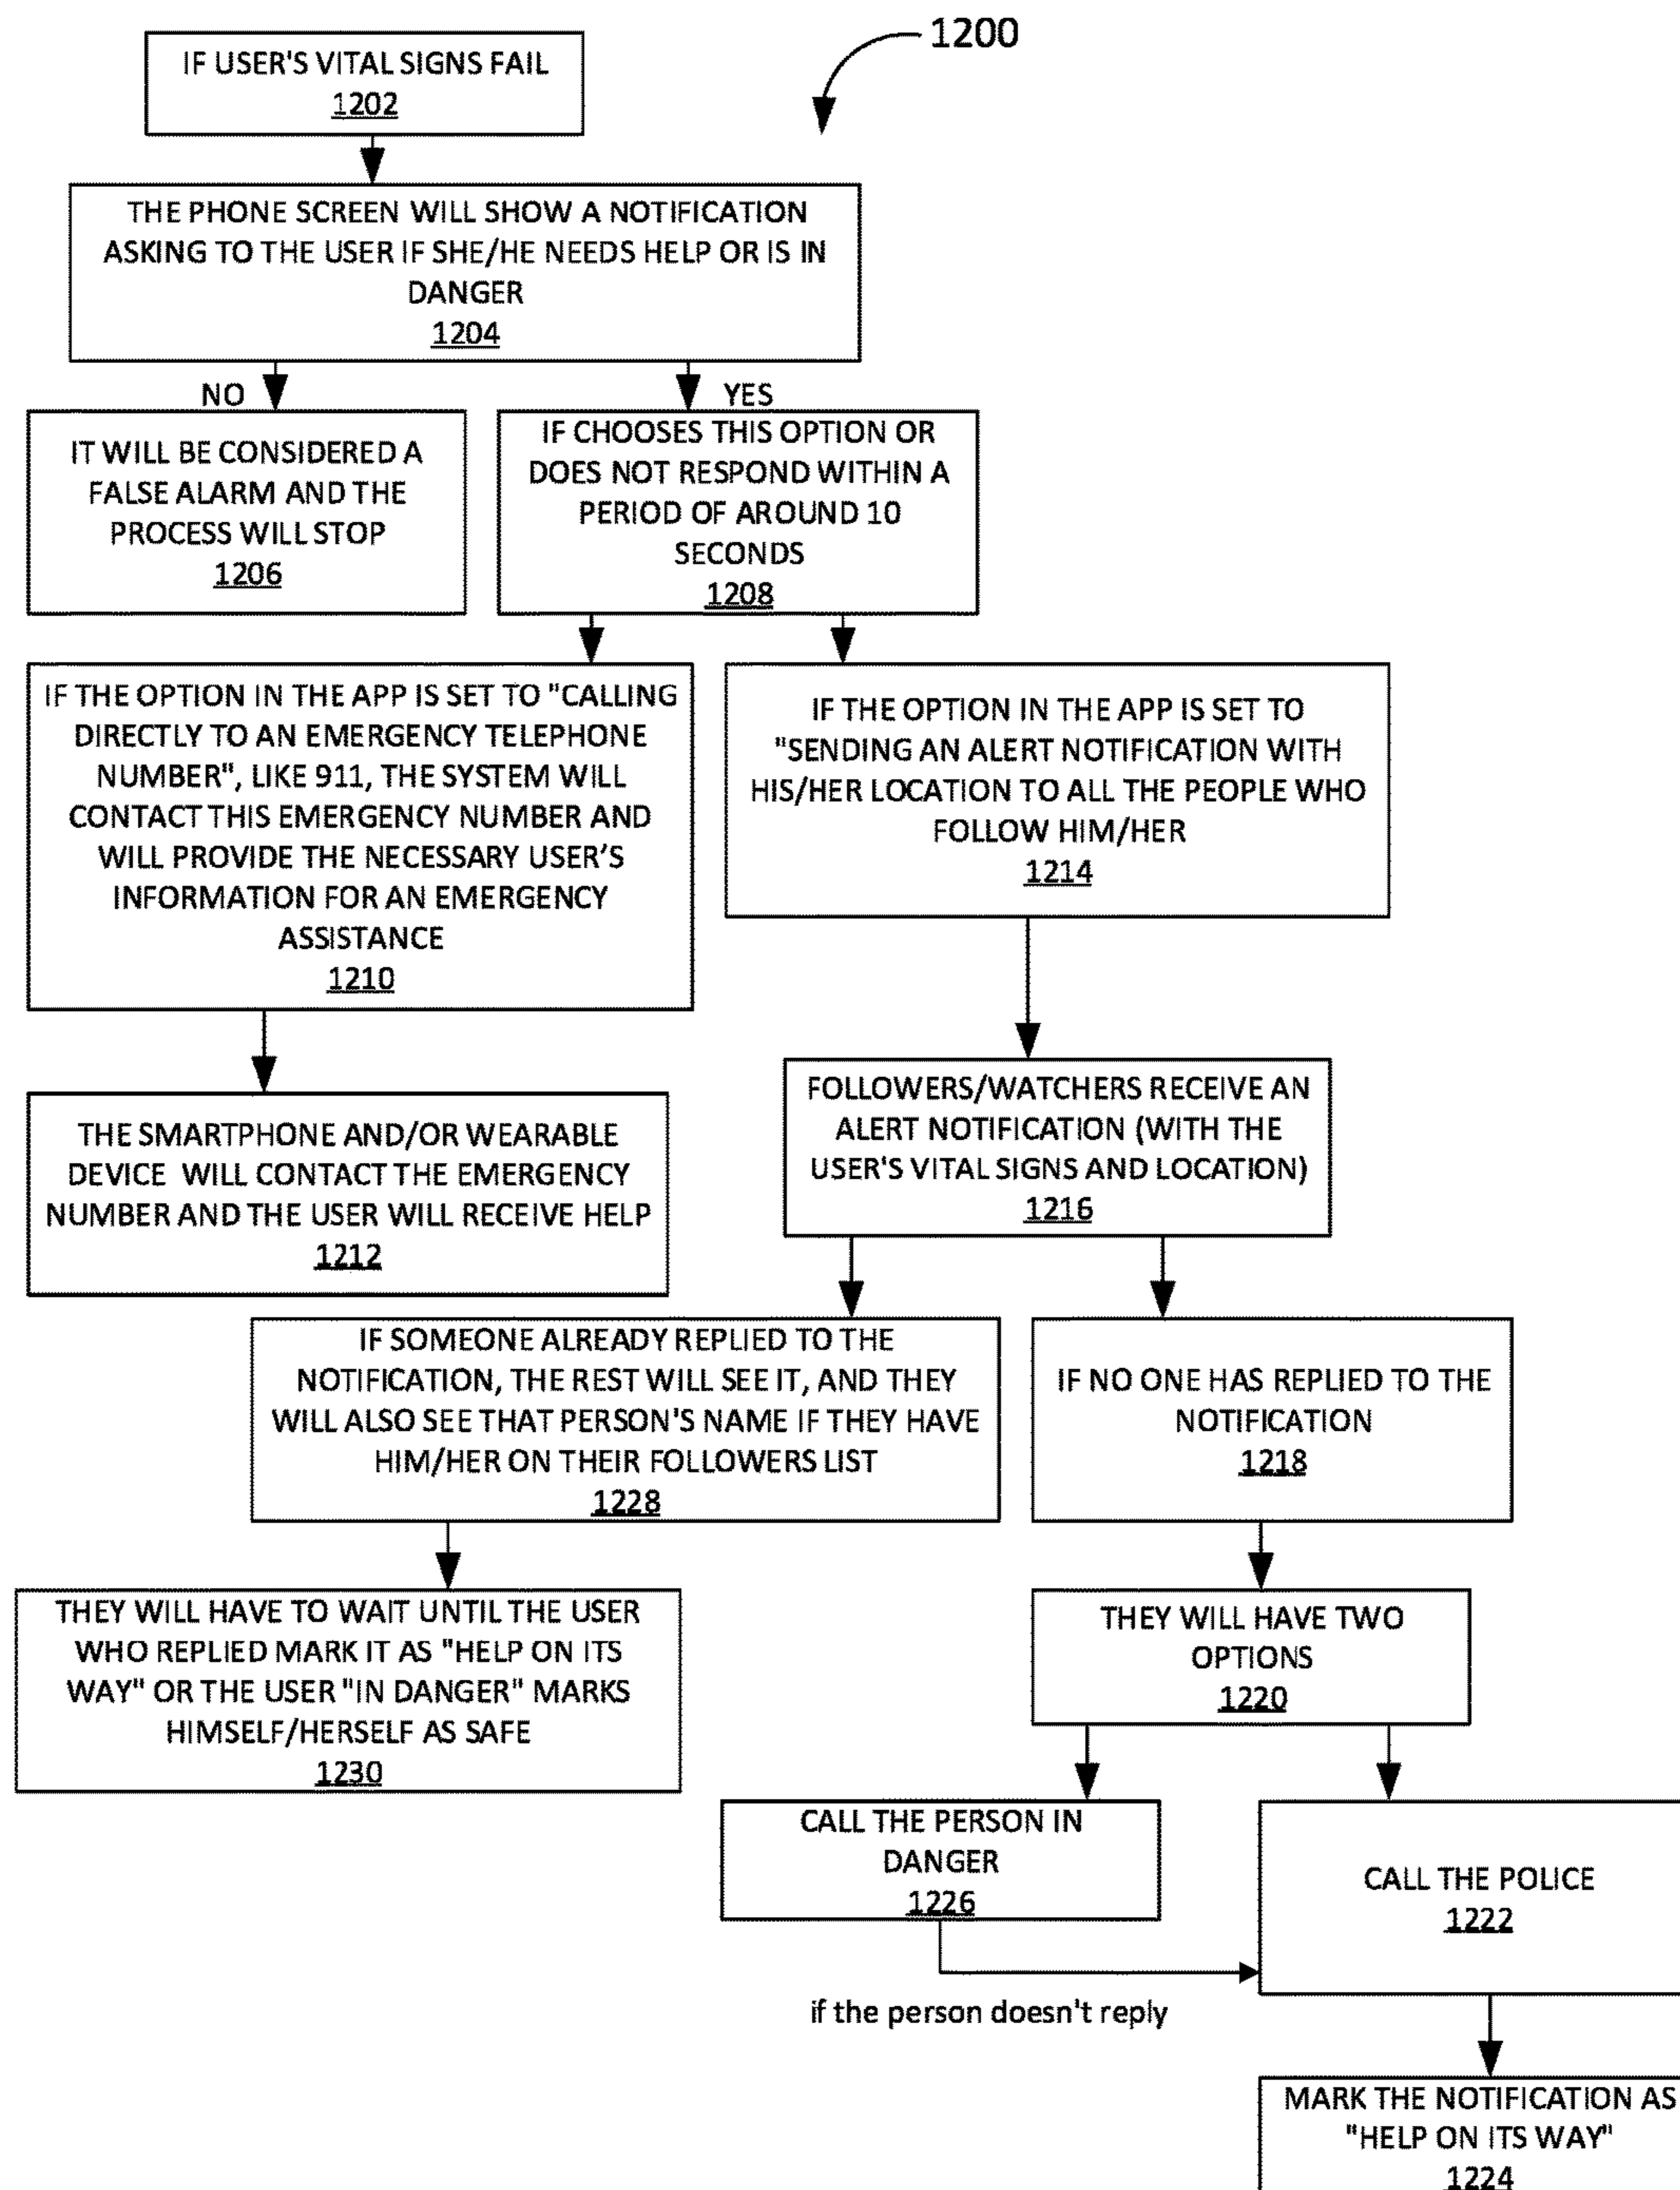 1200
IF USER'S VITAL SIGNS FAIL
1202
THE PHONE SCREEN WILL SHOW A NOTIFICATION
ASKING TO THE USER IF SHE/HE NEEDS HELP OR IS IN
DANGER
1204
NO
YES
IT WILL BE CONSIDERED A
FALSE ALARM AND THE
PROCESS WILL STOP
1206
IF CHOOSES THIS OPTION OR
DOES NOT RESPOND WITHIN A
PERIOD OF AROUND 10
SECONDS
1208
IF THE OPTION IN THE APP IS SET TO "CALLING
DIRECTLY TO AN EMERGENCY TELEPHONE
NUMBER", LIKE 911, THE SYSTEM WILL
CONTACT THIS EMERGENCY NUMBER AND
WILL PROVIDE THE NECESSARY USER'S
INFORMATION FOR AN EMERGENCY
ASSISTANCE
1210
IF THE OPTION IN THE APP IS SET TO
"SENDING AN ALERT NOTIFICATION WITH
HIS/HER LOCATION TO ALL THE PEOPLE WHO
FOLLOW HIM/HER
1214
THE SMARTPHONE AND/OR WEARABLE
DEVICE WILL CONTACT THE EMERGENCY
NUMBER AND THE USER WILL RECEIVE HELP
1212
FOLLOWERS/WATCHERS RECEIVE AN
ALERT NOTIFICATION (WITH THE
USER'S VITAL SIGNS AND LOCATION)
1216
IF SOMEONE ALREADY REPLIED TO THE
NOTIFICATION, THE REST WILL SEE IT, AND THEY
WILL ALSO SEE THAT PERSON'S NAME IF THEY HAVE
HIM/HER ON THEIR FOLLOWERS LIST
1228
IF NO ONE HAS REPLIED TO THE
NOTIFICATION
1218
THEY WILL HAVE TO WAIT UNTIL THE USER
WHO REPLIED MARK IT AS "HELP ON ITS
WAY" OR THE USER "IN DANGER" MARKS
HIMSELF/HERSELF AS SAFE
1230
THEY WILL HAVE TWO
OPTIONS
1220
CALL THE PERSON IN
DANGER
1226
CALL THE POLICE
1222
if the person doesn't reply
MARK THE NOTIFICATION AS
"HELP ON ITS WAY"
1224